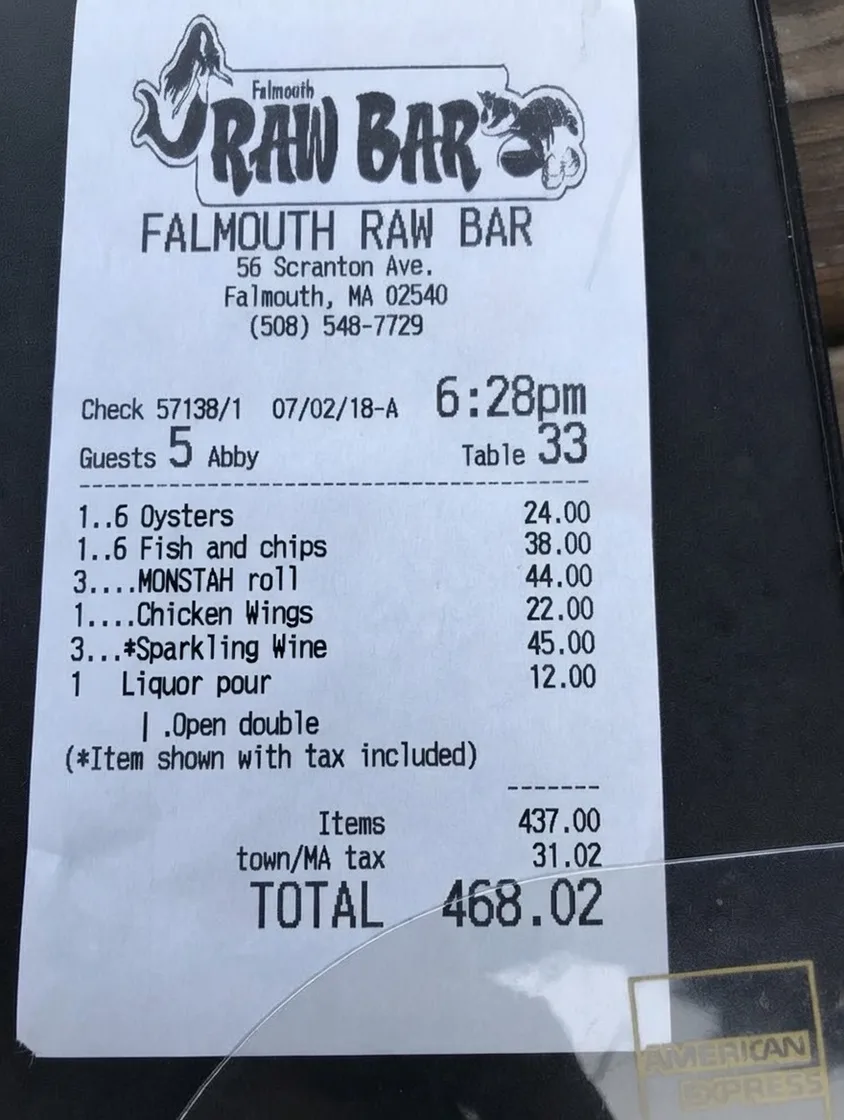 Falmouth
RAW BAR
FALMOUTH RAW BAR
56 Scranton Ave.
Falmouth, MA 02540
(508) 548-7729
Check 57138/1 07/02/18-A 6:28pm
Guests 5 Abby Table 33
1..6 Oysters 24.00
1..6 Fish and chips 38.00
3....MONSTAH roll 44.00
1....Chicken Wings 22.00
3...*Sparkling Wine 45.00
1 Liquor pour 12.00
| .Open double
(*Item shown with tax included)
Items 437.00
town/MA tax 31.02
TOTAL 468.02
AMERICAN
EXPRESS